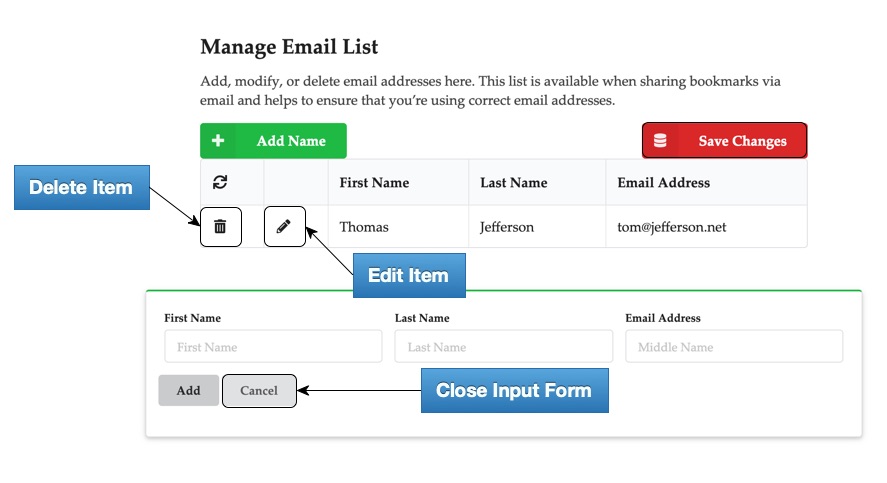 Manage Email List
Add, modify, or delete email addresses here. This list is available when sharing bookmarks via
email and helps to ensure that you're using correct email addresses.
Add Name
Save Changes
Delete Item
First Name
Last Name
Email Address
Thomas
Jefferson
tom@jefferson.net
Edit Item
First Name
Last Name
Email Address
First Name
Last Name
Middle Name
Add
Cancel
Close Input Form